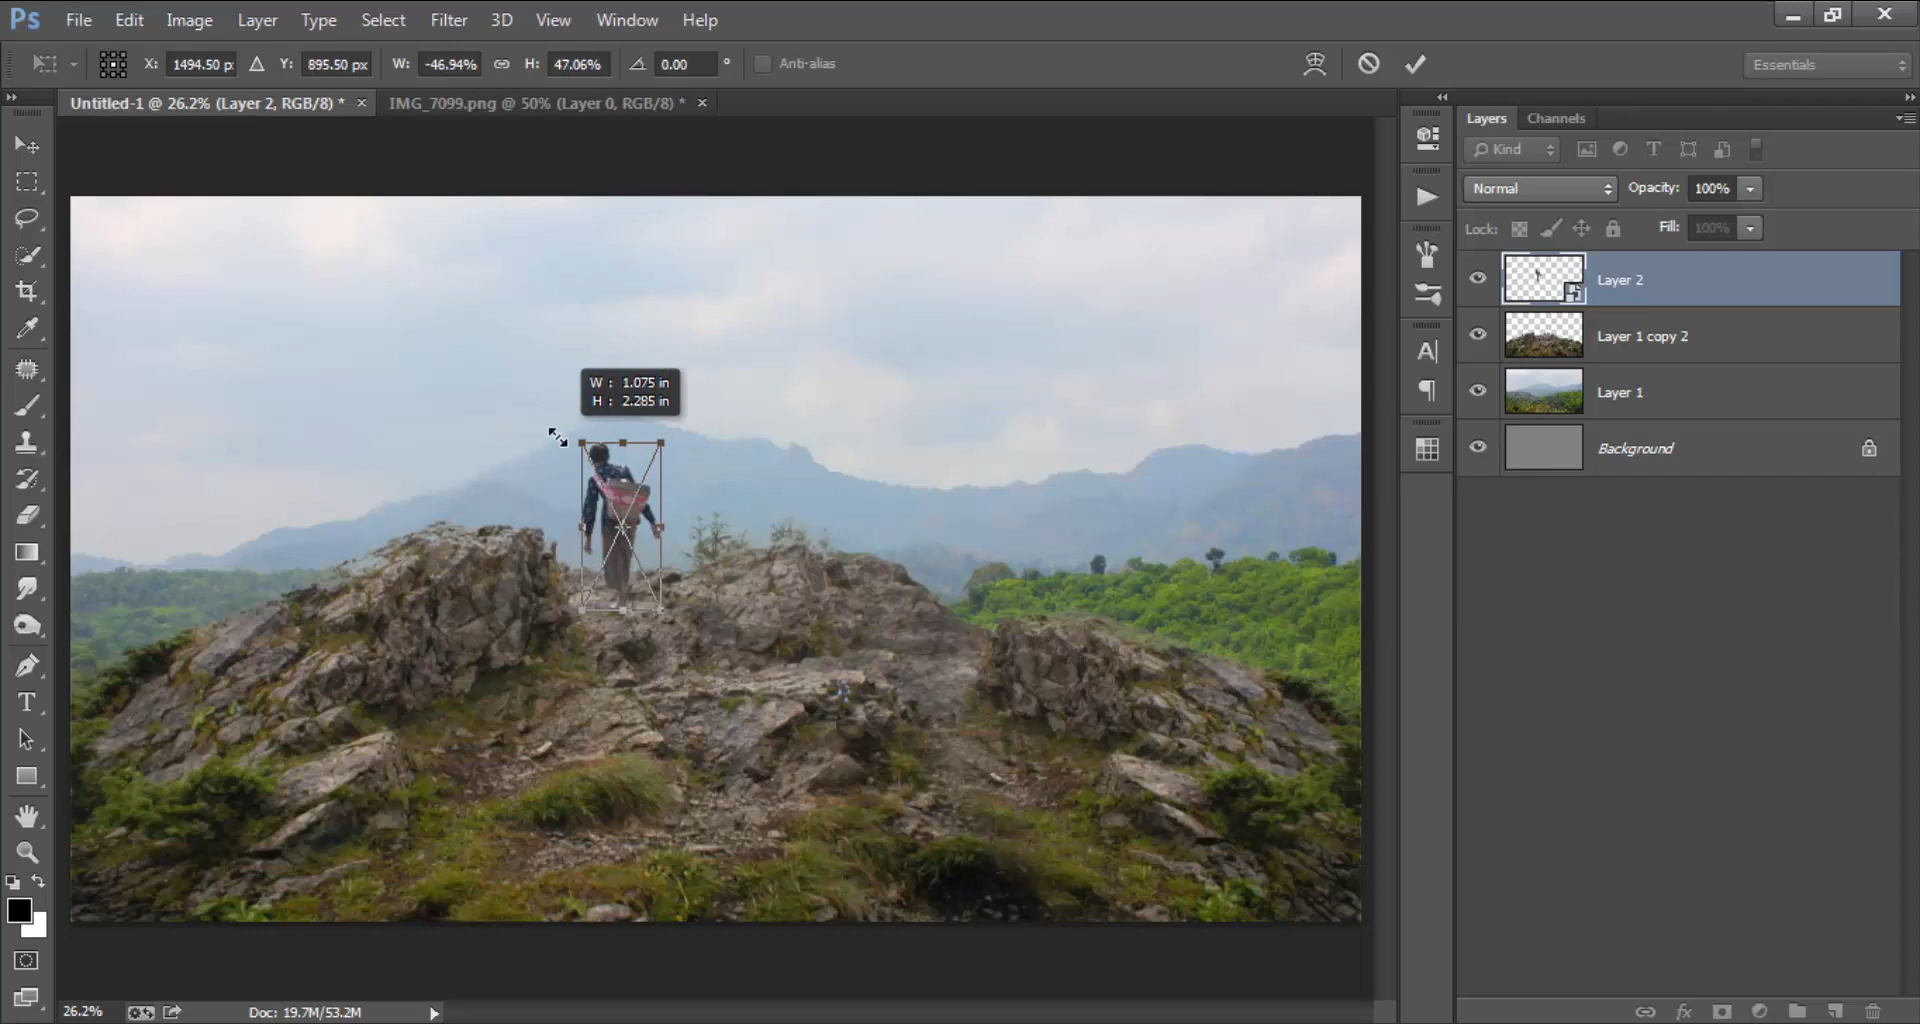 Ps File Edit Image Layer Type Select Filter 3D View Window Help
X: 1494.50 p Y: 895.50 px W: -46.94% H: 47.06% 0.00 ° Anti-alias Essentials
Untitled-1 @ 26.2% (Layer 2, RGB/8) * × IMG_7099.png @ 50% (Layer 0, RGB/8) * ×
Layers Channels
Kind
Normal Opacity: 100%
Lock: Fill: 100%
Layer 2
Layer 1 copy 2
Layer 1
Background
W : 1.075 in
H : 2.285 in
26.2% Doc: 19.7M/53.2M